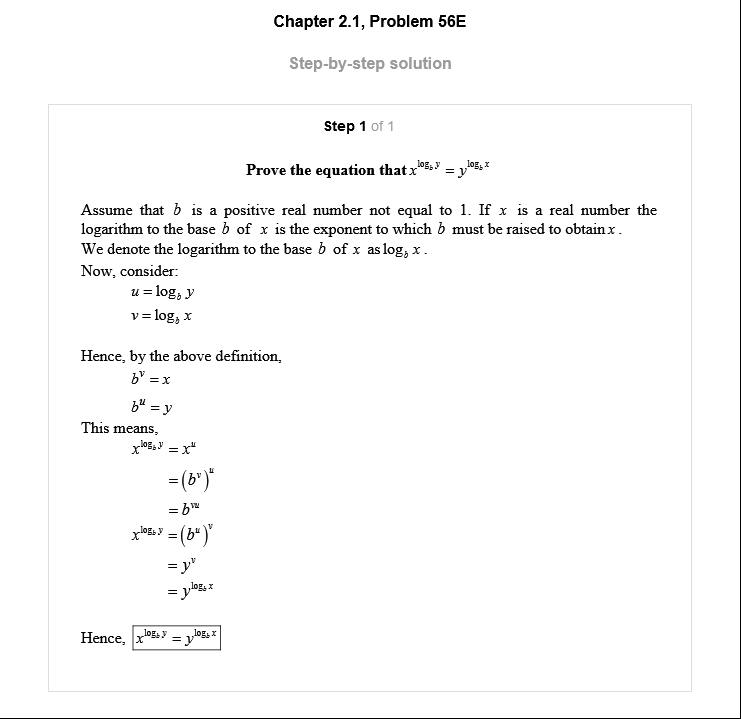 Chapter 2.1, Problem 56E
Step-by-step solution
Step 1 of 1
Prove the equation that x^{log_b y} = y^{log_b x}
Assume that b is a positive real number not equal to 1. If x is a real number the
logarithm to the base b of x is the exponent to which b must be raised to obtain x.
We denote the logarithm to the base b of x as log_b x.
Now, consider:
u = log_b y
v = log_b x
Hence, by the above definition,
b^v = x
b^u = y
This means,
x^{log_b y} = x^u
= (b^v)^u
= b^{vu}
x^{log_b y} = (b^u)^v
= y^v
= y^{log_b x}
Hence, x^{log_b y} = y^{log_b x}